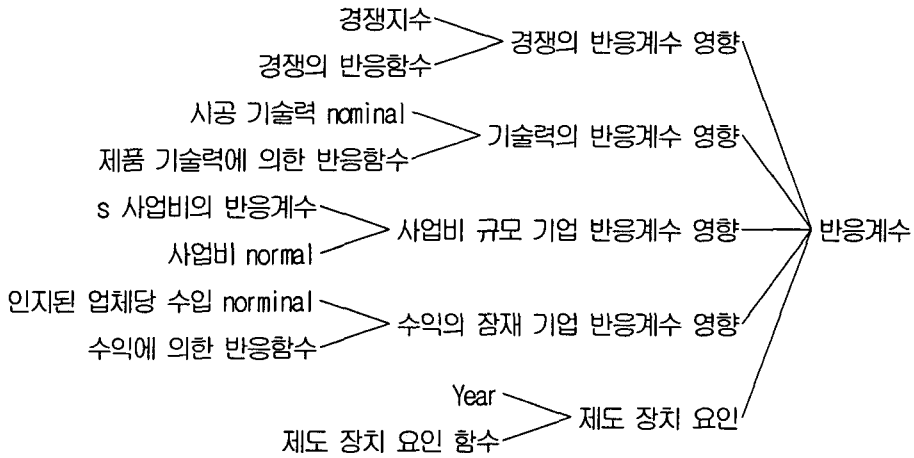 경쟁지수
경쟁의 반응함수
경쟁의 반응계수 영향
시공 기술력 nominal
제품 기술력에 의한 반응함수
기술력의 반응계수 영향
s 사업비의 반응계수
사업비 normal
사업비 규모 기업 반응계수 영향
반응계수
인지된 업체당 수입 norminal
수익에 의한 반응함수
수익의 잠재 기업 반응계수 영향
Year
제도 장치 요인 함수
제도 장치 요인